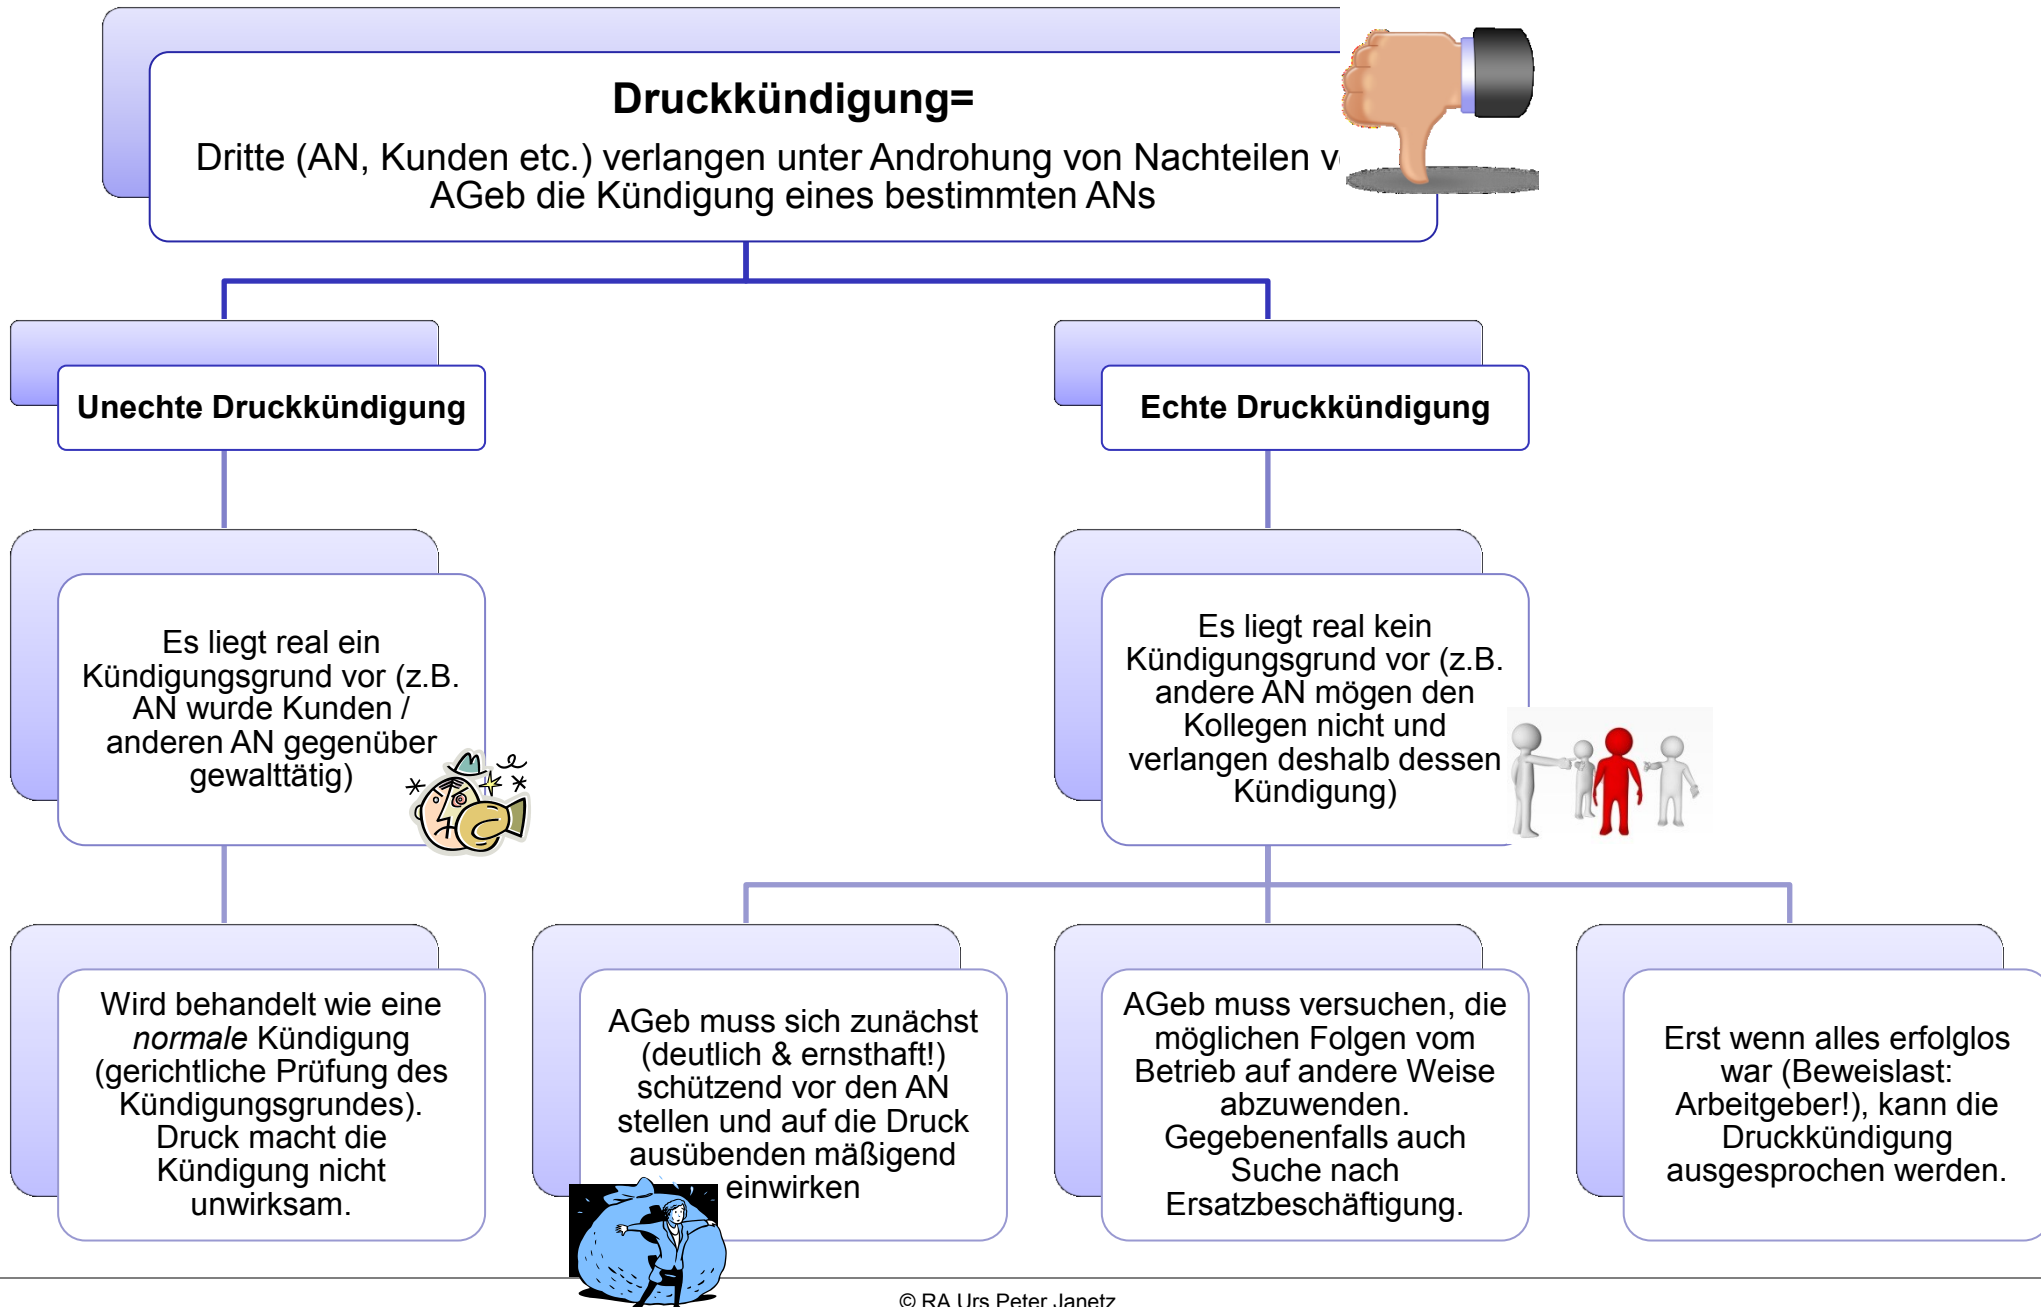 Druckkündigung=
Dritte (AN, Kunden etc.) verlangen unter Androhung von Nachteilen
AGeb die Kündigung eines bestimmten ANs
Unechte Druckkündigung
Echte Druckkündigung
Es liegt real ein
Kündigungsgrund vor (z.B.
AN wurde Kunden /
anderen AN gegenüber
gewalttätig)
Es liegt real kein
Kündigungsgrund vor (z.B.
andere AN mögen den
Kollegen nicht und
verlangen deshalb dessen
Kündigung)
Wird behandelt wie eine
normale Kündigung
(gerichtliche Prüfung des
Kündigungsgrundes).
Druck macht die
Kündigung nicht
unwirksam.
AGeb muss sich zunächst
(deutlich & ernsthaft!)
schützend vor den AN
stellen und auf die Druck
ausübenden mäßigend
einwirken
AGeb muss versuchen, die
möglichen Folgen vom
Betrieb auf andere Weise
abzuwenden.
Gegebenenfalls auch
Suche nach
Ersatzbeschäftigung.
Erst wenn alles erfolglos
war (Beweislast:
Arbeitgeber!), kann die
Druckkündigung
ausgesprochen werden.
© RA Urs Peter Janetz